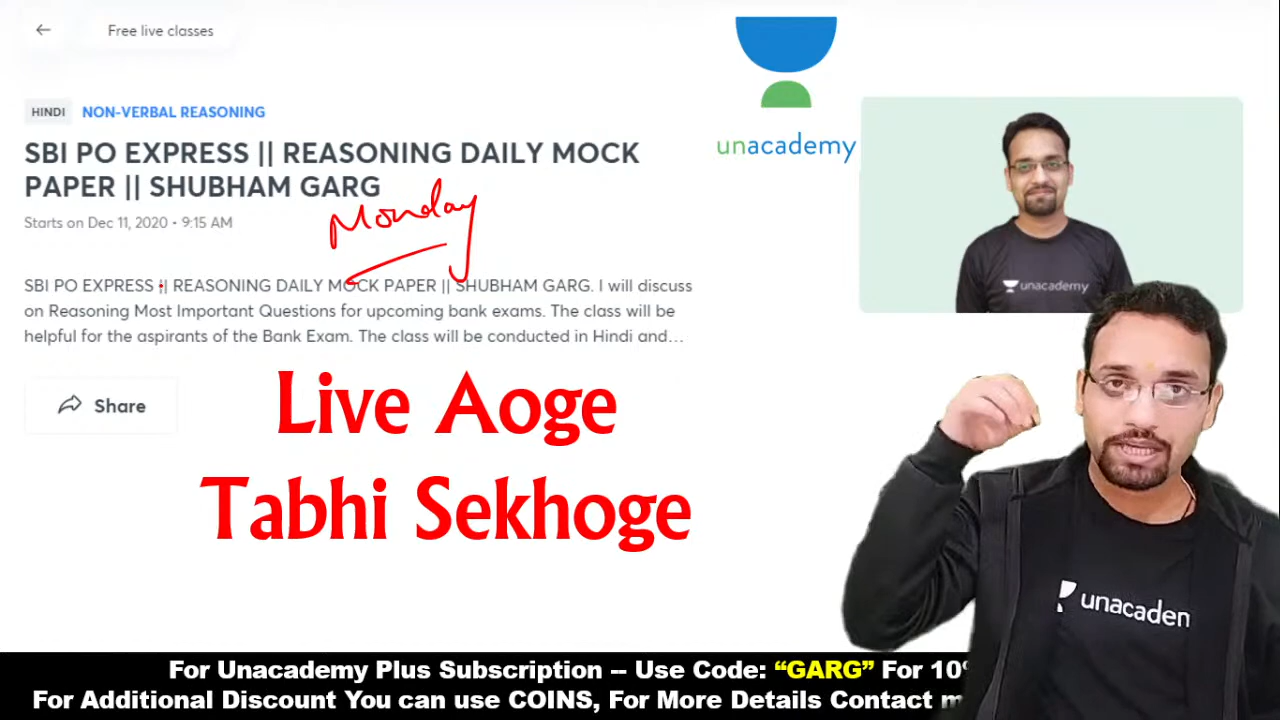 Free live classes
unacademy
HINDI NON-VERBAL REASONING
SBI PO EXPRESS || REASONING DAILY MOCK
PAPER || SHUBHAM GARG
Monday
Starts on Dec 11, 2020 • 9:15 AM
SBI PO EXPRESS || REASONING DAILY MOCK PAPER || SHUBHAM GARG. I will discuss
on Reasoning Most Important Questions for upcoming bank exams. The class will be
helpful for the aspirants of the Bank Exam. The class will be conducted in Hindi and...
unacademy
Share
Live Aoge
Tabhi Sekhoge
unacadem
For Unacademy Plus Subscription -- Use Code: “GARG” For 10
For Additional Discount You can use COINS, For More Details Contact